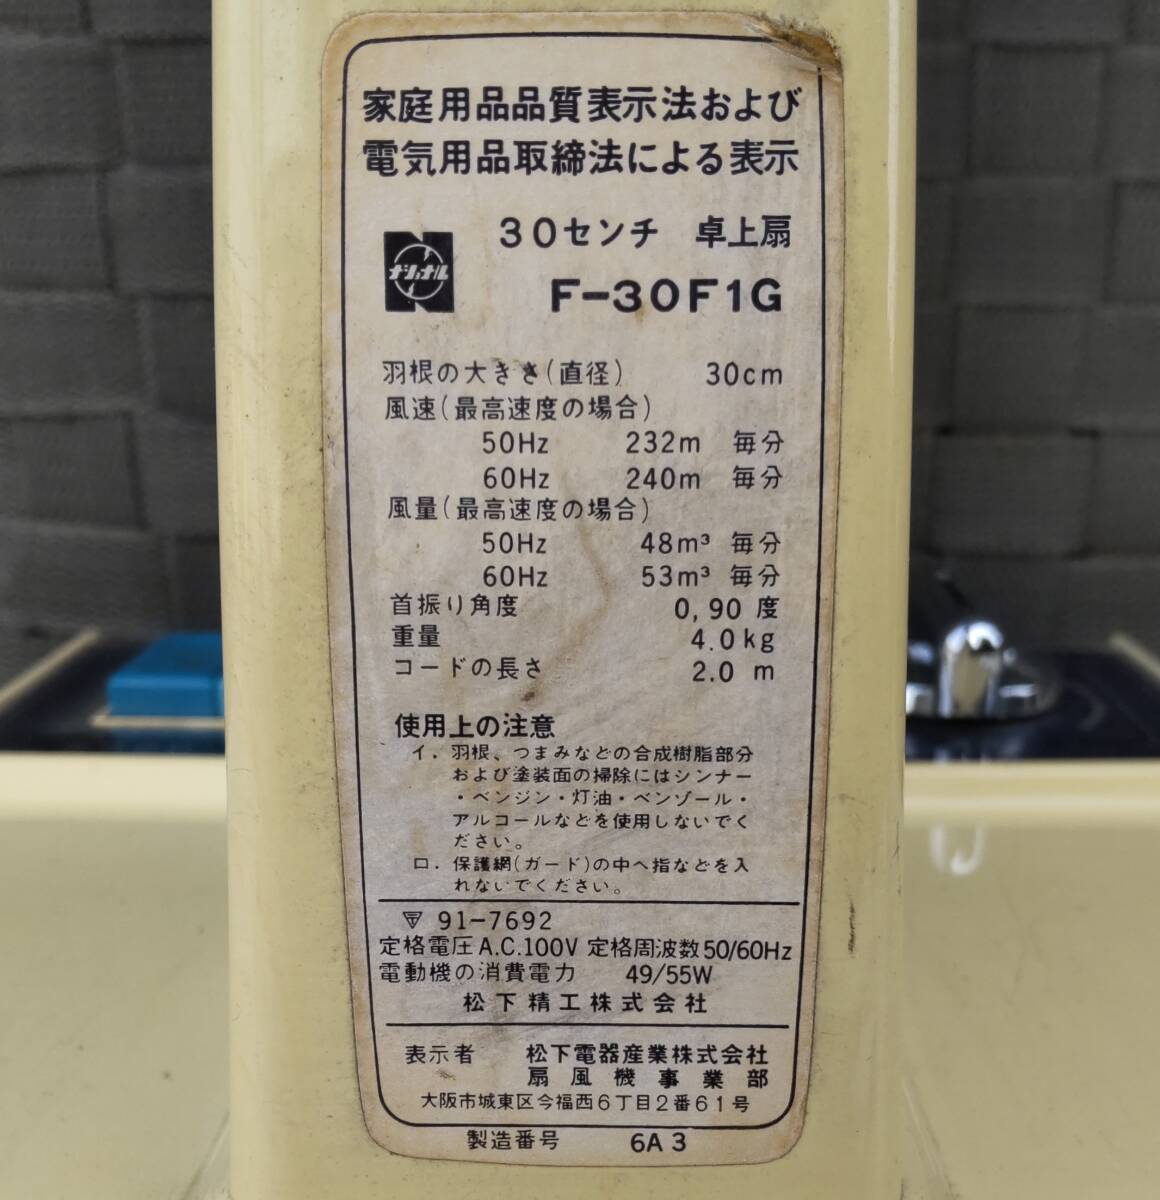 家庭用品品質表示法および
電気用品取締法による表示
ナショナル
30センチ 卓上扇
F-30F1G
羽根の大きさ(直径) 30cm
風速(最高速度の場合)
50Hz 232m 毎分
60Hz 240m 毎分
風量(最高速度の場合)
50Hz 48m³ 毎分
60Hz 53m³ 毎分
首振り角度 0,90度
重量 4.0kg
コードの長さ 2.0 m
使用上の注意
イ. 羽根、つまみなどの合成樹脂部分
および塗装面の掃除にはシンナー
・ベンジン・灯油・ベンゾール・
アルコールなどを使用しないでく
ださい。
ロ. 保護網(ガード)の中へ指などを入
れないでください。
〒 91-7692
定格電圧A.C.100V 定格周波数50/60Hz
電動機の消費電力 49/55W
松下精工株式会社
表示者 松下電器産業株式会社
扇風機事業部
大阪市城東区今福西6丁目2番61号
製造番号 6A3